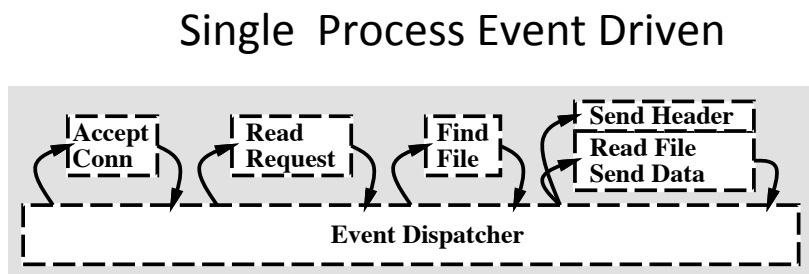 Single Process Event Driven
Accept
Conn
Read
Request
Find
File
Send Header
Read File
Send Data
Event Dispatcher